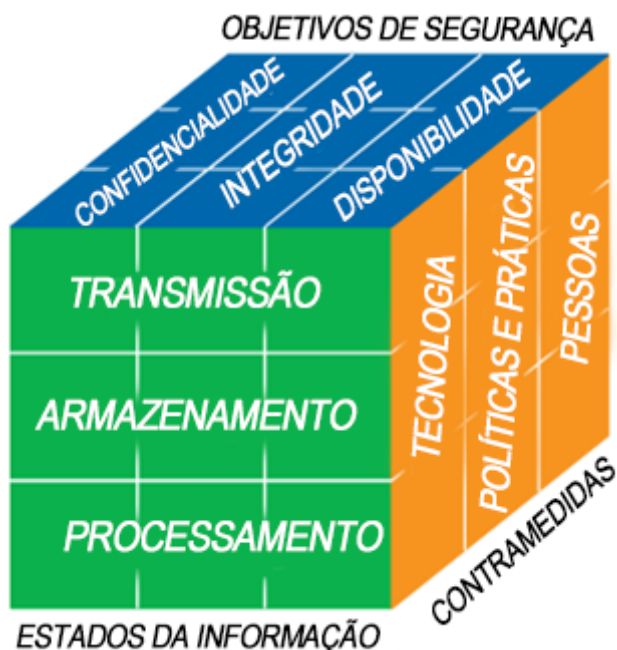 OBJETIVOS DE SEGURANÇA
CONFIDENCIALIDADE
INTEGRIDADE
DISPONIBILIDADE
TRANSMISSÃO
ARMAZENAMENTO
PROCESSAMENTO
TECNOLOGIA
POLÍTICAS E PRÁTICAS
PESSOAS
CONTRAMEDIDAS
ESTADOS DA INFORMAÇÃO